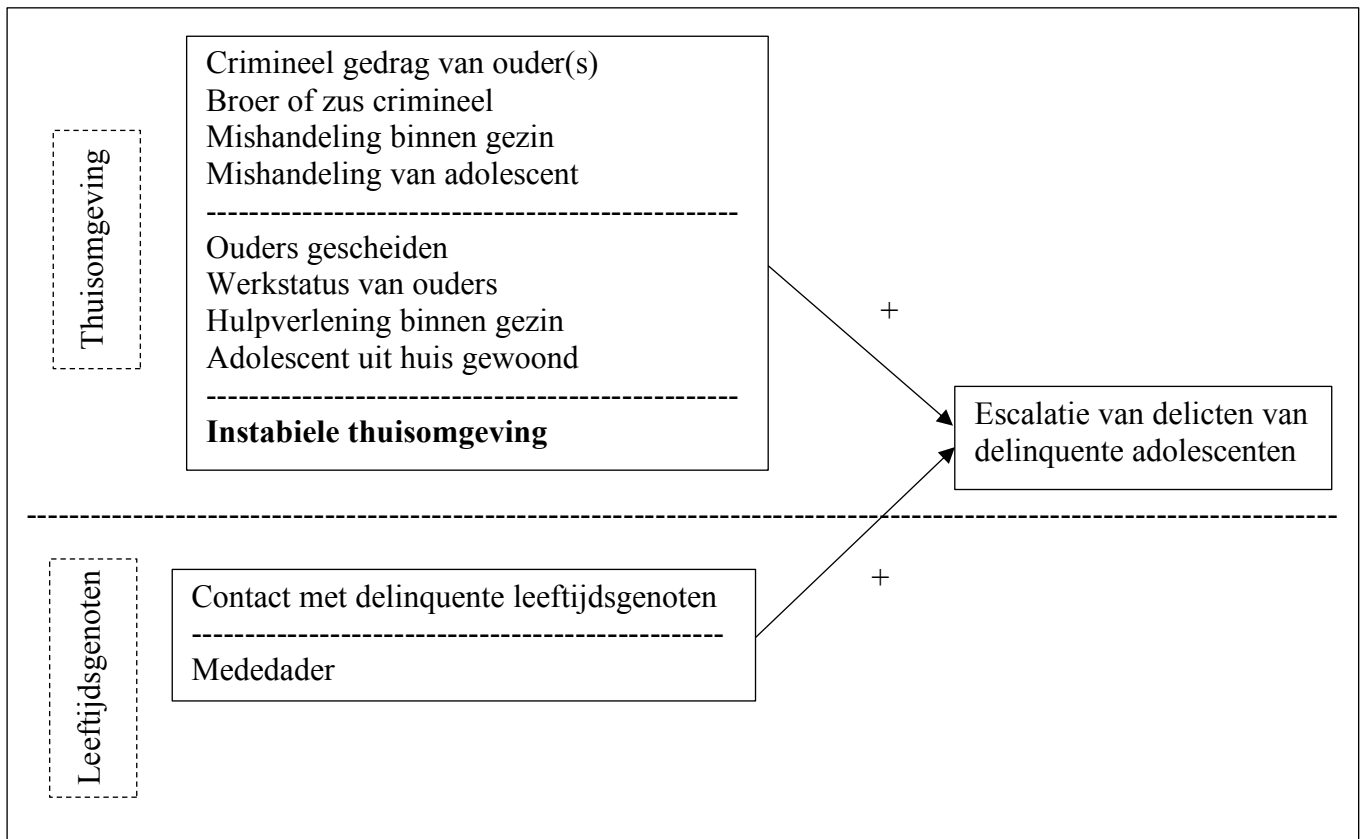 Thuisomgeving
Crimineel gedrag van ouder(s)
Broer of zus crimineel
Mishandeling binnen gezin
Mishandeling van adolescent
--------------------------------------------------
Ouders gescheiden
Werkstatus van ouders
Hulpverlening binnen gezin
Adolescent uit huis gewoond
--------------------------------------------------
Instabiele thuisomgeving
+
Escalatie van delicten van
delinquente adolescenten
Leeftijdsgenoten
Contact met delinquente leeftijdsgenoten
--------------------------------------------------
Mededader
+